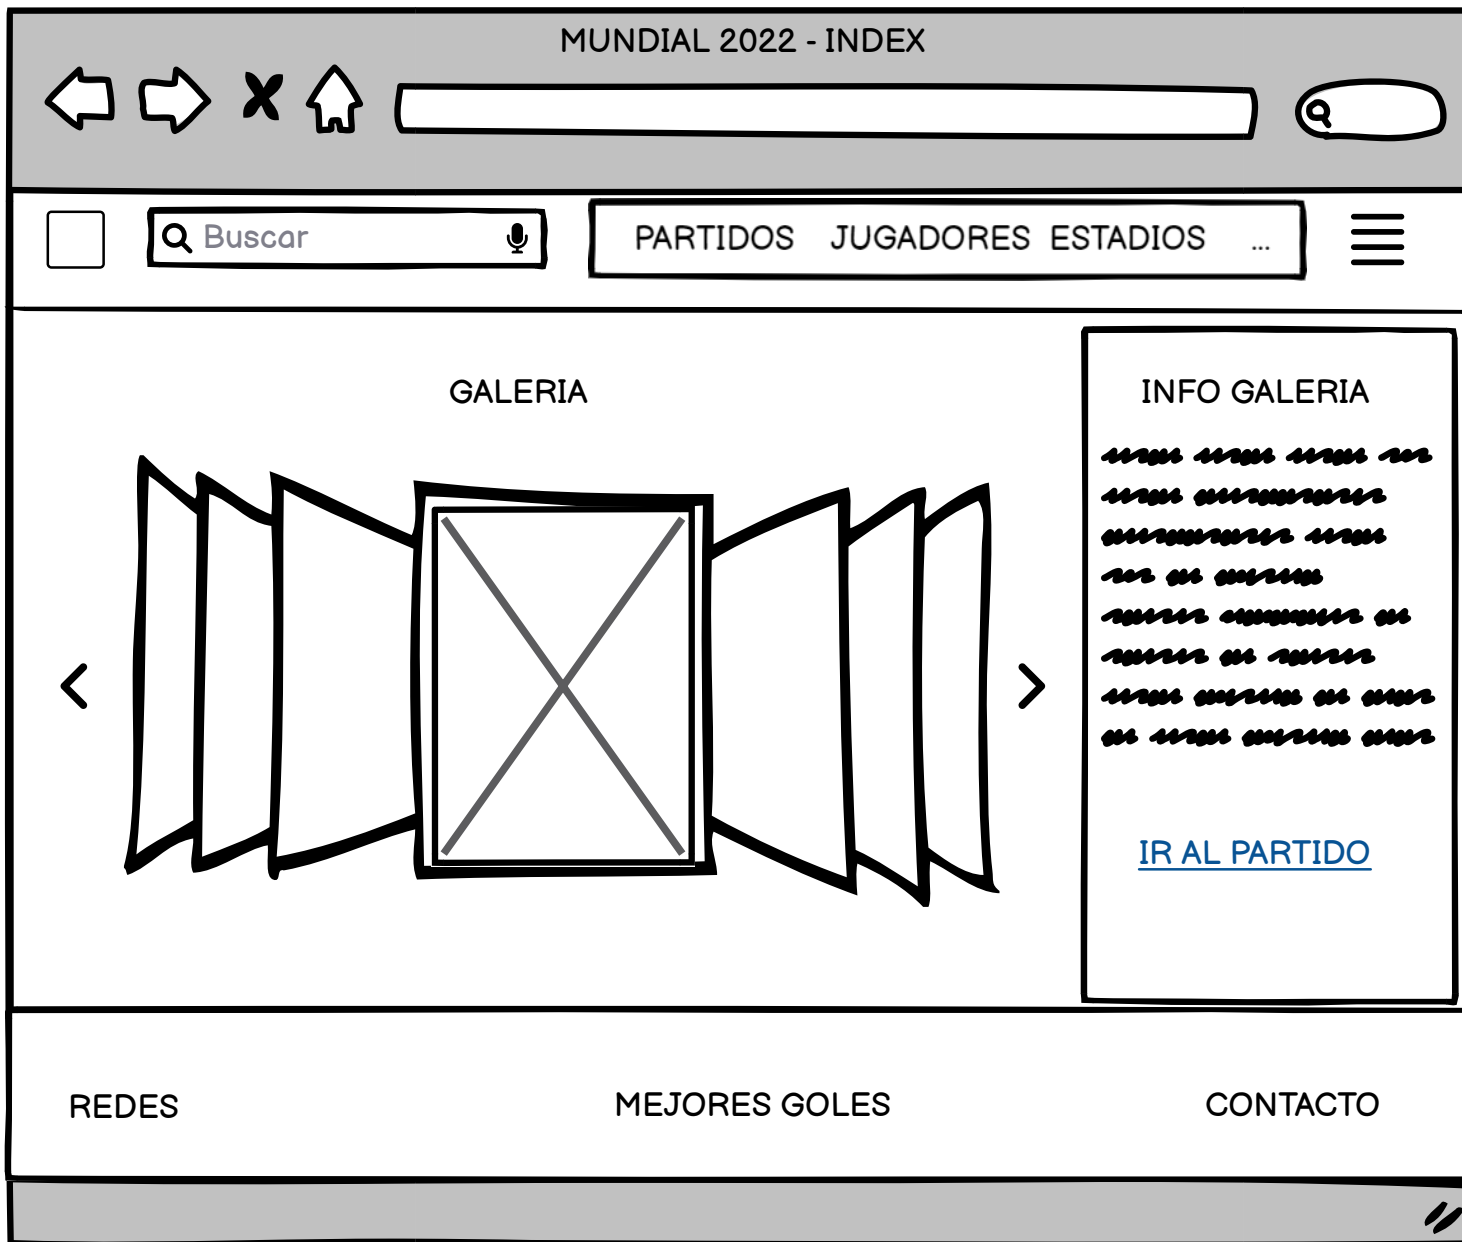 MUNDIAL 2022 - INDEX
Buscar
PARTIDOS JUGADORES ESTADIOS ...
GALERIA
INFO GALERIA
IR AL PARTIDO
REDES
MEJORES GOLES
CONTACTO